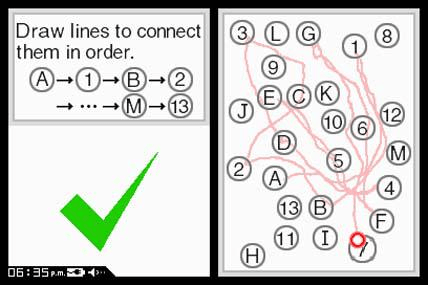 Draw lines to connect
them in order.
A → 1 → B → 2
→ ··· → M → 13
06:35 p.m.
3 L G 1 8
9
J E C K 10 6 12
D 5 M
2 A 4
13 B F
H 11 I 7